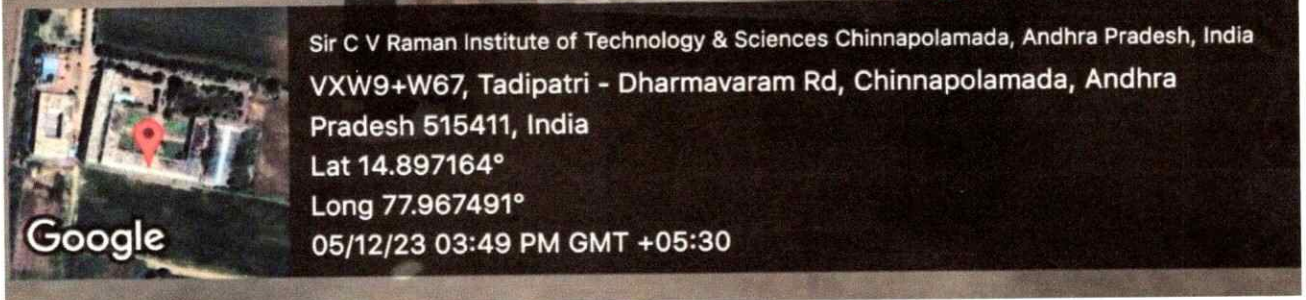 Sir C V Raman Institute of Technology & Sciences Chinnapolamada, Andhra Pradesh, India
VXW9+W67, Tadipatri - Dharmavaram Rd, Chinnapolamada, Andhra
Pradesh 515411, India
Lat 14.897164°
Long 77.967491°
05/12/23 03:49 PM GMT +05:30
Google